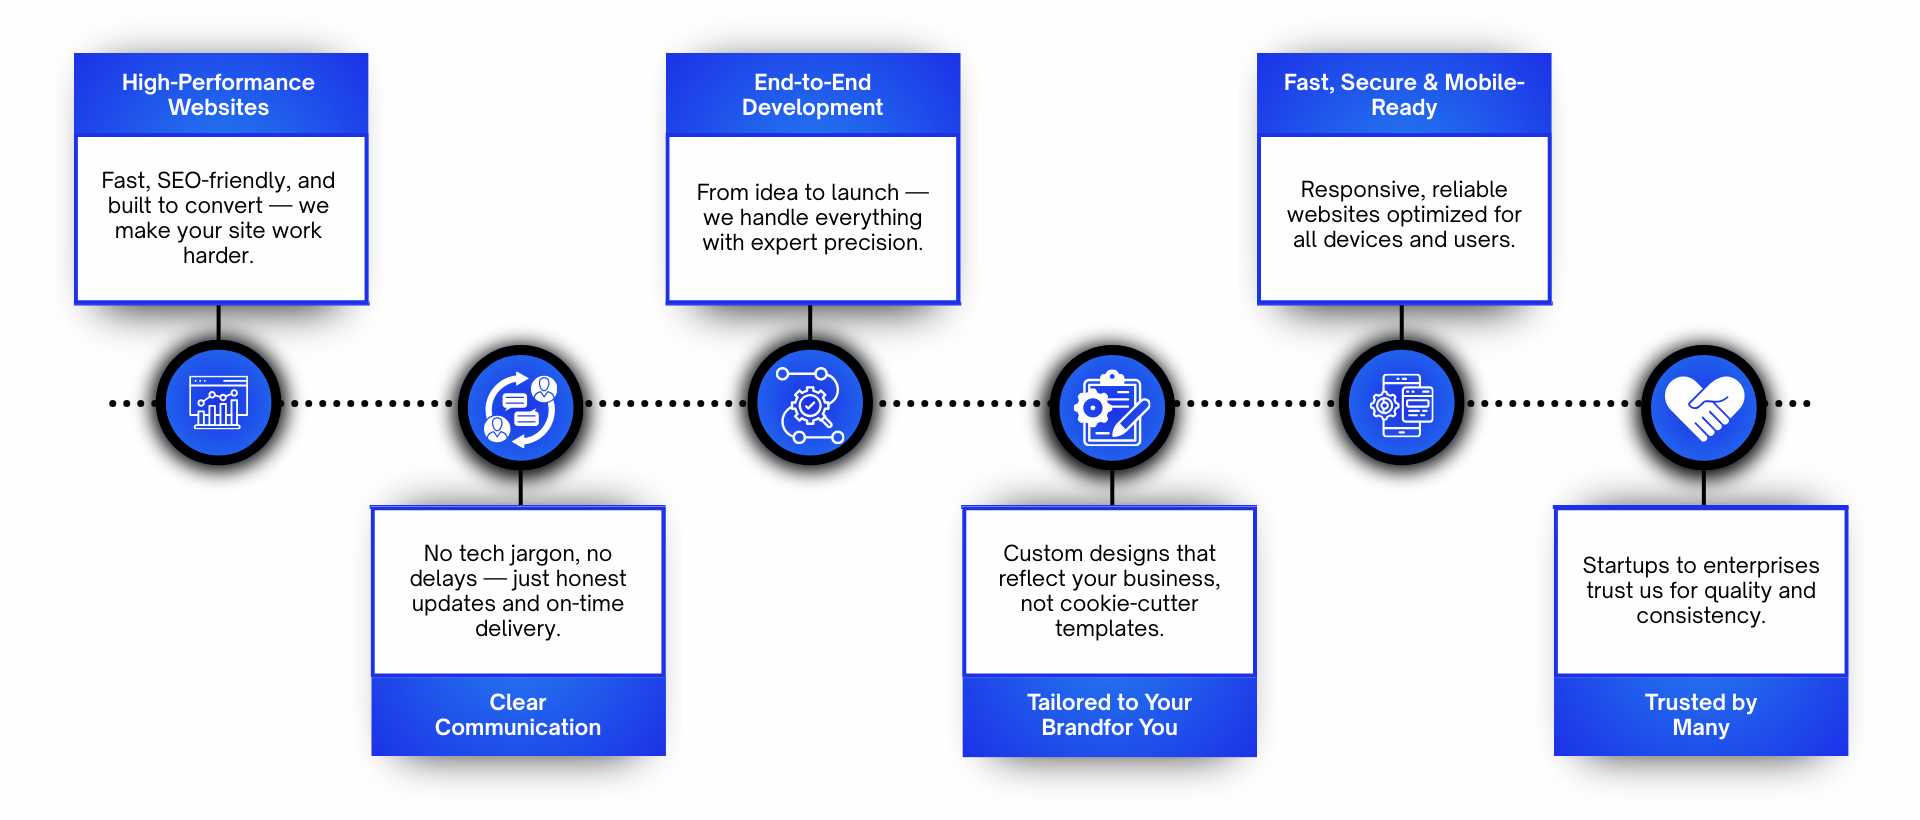 High-Performance
Websites
Fast, SEO-friendly, and
built to convert — we
make your site work
harder.
No tech jargon, no
delays — just honest
updates and on-time
delivery.
Clear
Communication
End-to-End
Development
From idea to launch —
we handle everything
with expert precision.
Custom designs that
reflect your business,
not cookie-cutter
templates.
Tailored to Your
Brandfor You
Fast, Secure & Mobile-
Ready
Responsive, reliable
websites optimized for
all devices and users.
Startups to enterprises
trust us for quality and
consistency.
Trusted by
Many